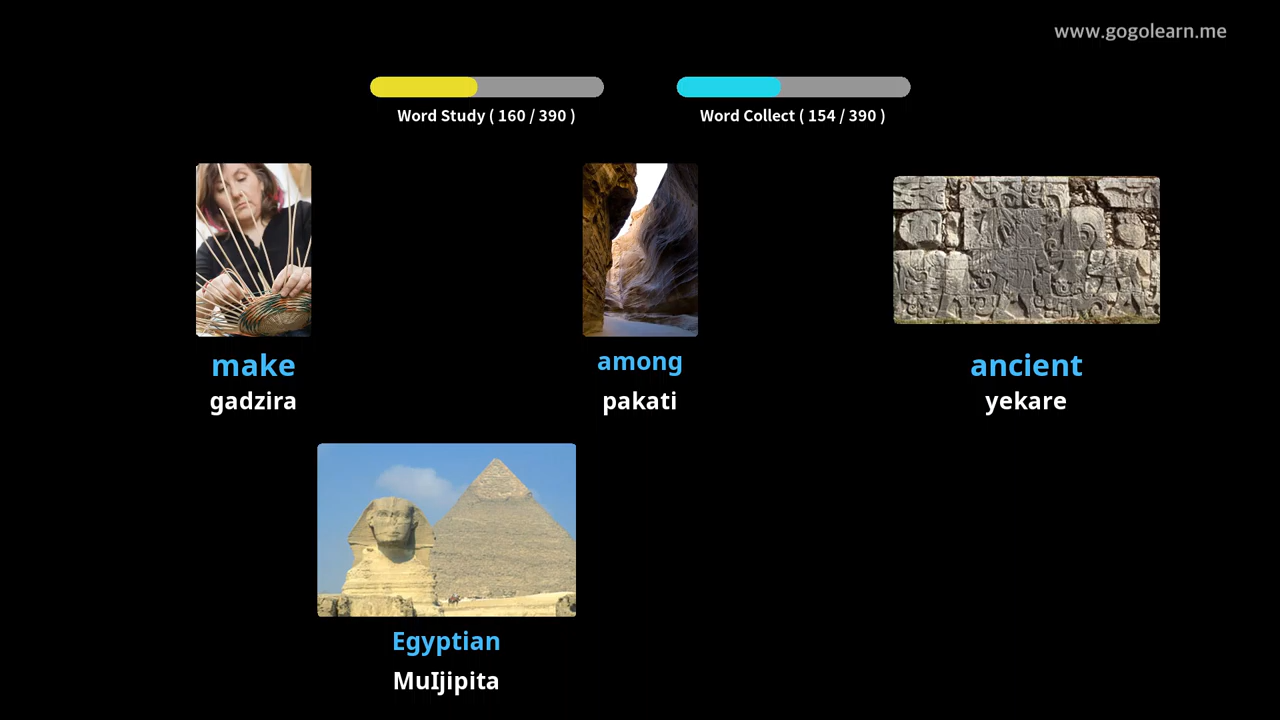 www.gogolearn.me
Word Study ( 160 / 390 )
Word Collect ( 154 / 390 )
make
gadzira
among
pakati
ancient
yekare
Egyptian
MuIjipita